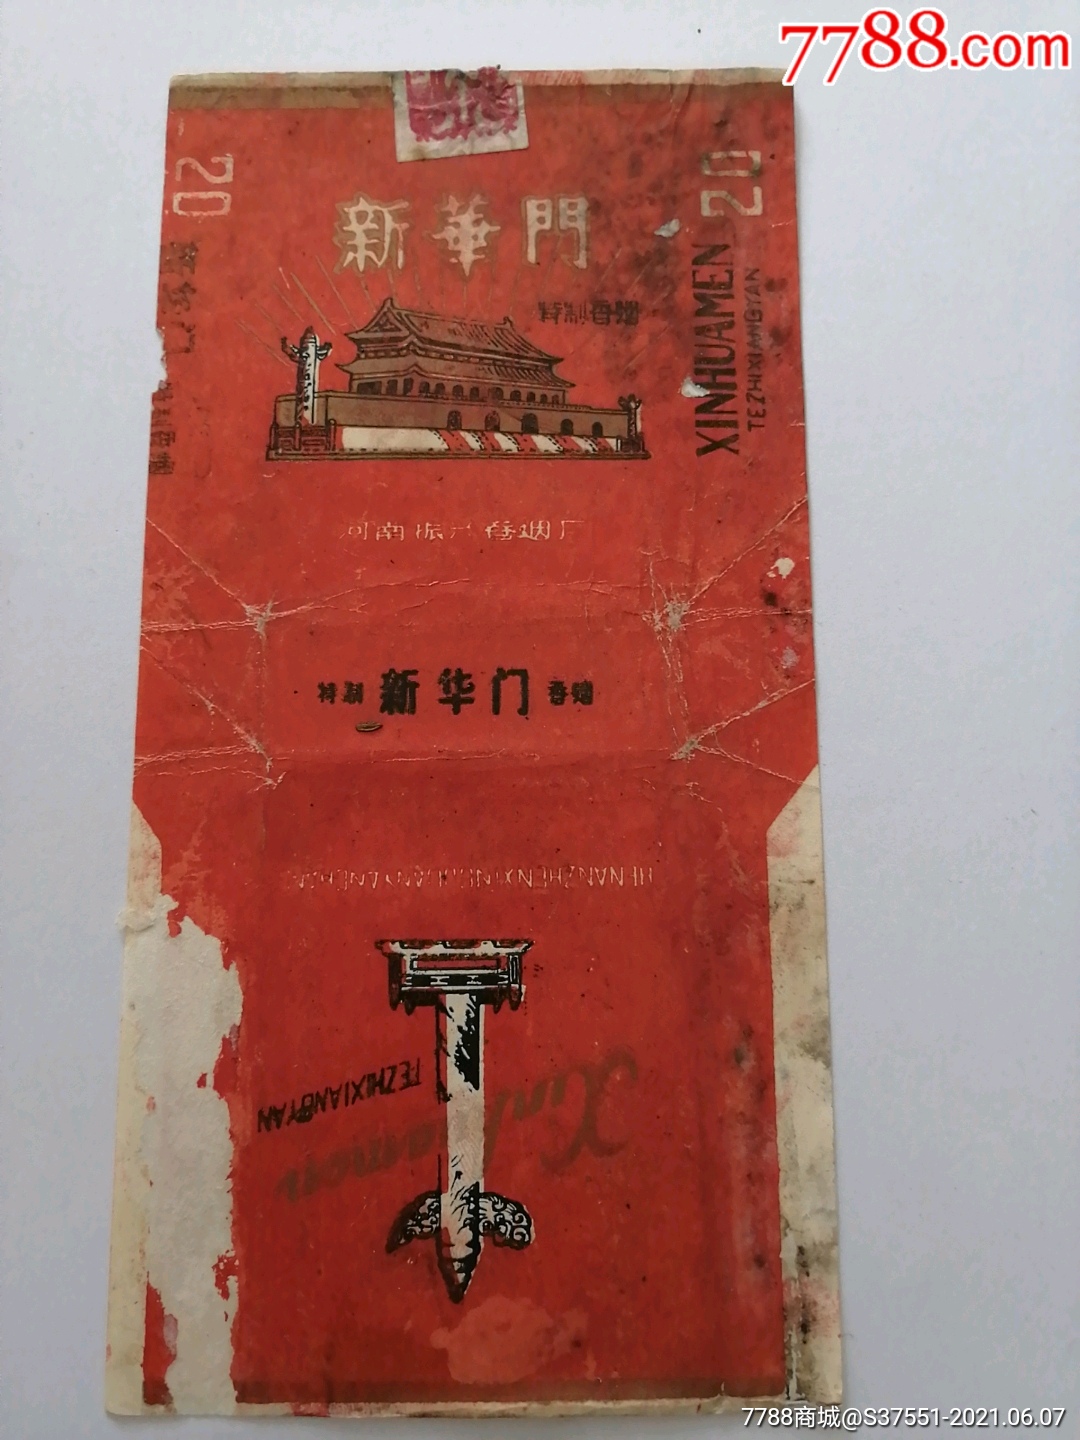 7788.com
20
20
新華門
特制香烟
XINHUAMEN
TEZHIXIANGYAN
河南振兴卷烟厂
特制 新华门 香烟
TEZHIXIANGYAN
7788商城@S37551-2021.06.07